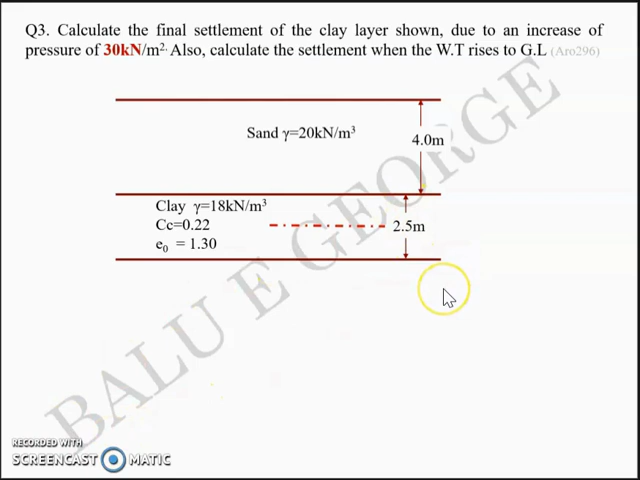 Q3. Calculate the final settlement of the clay layer shown, due to an increase of
pressure of 30kN/m². Also, calculate the settlement when the W.T rises to G.L (Aro296)
Sand γ=20kN/m³
4.0m
Clay γ=18kN/m³
Cc=0.22
2.5m
e₀ = 1.30
BALU E GEORGE
RECORDED WITH
SCREENCAST MATIC